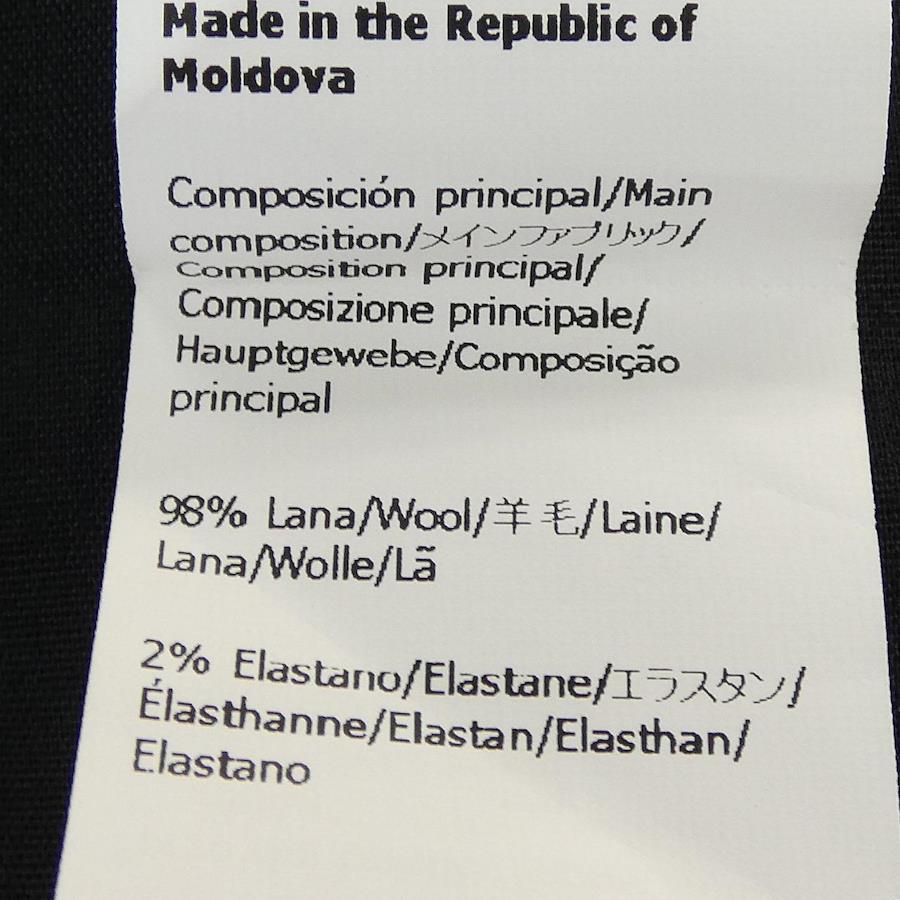 Made in the Republic of
Moldova
Composición principal/Main
composition/メインファブリック/
Composition principal/
Composizione principale/
Hauptgewebe/Composição
principal
98% Lana/Wool/羊毛/Laine/
Lana/Wolle/Lã
2% Elastano/Elastane/エラスタン/
Élasthanne/Elastan/Elasthan/
Elastano